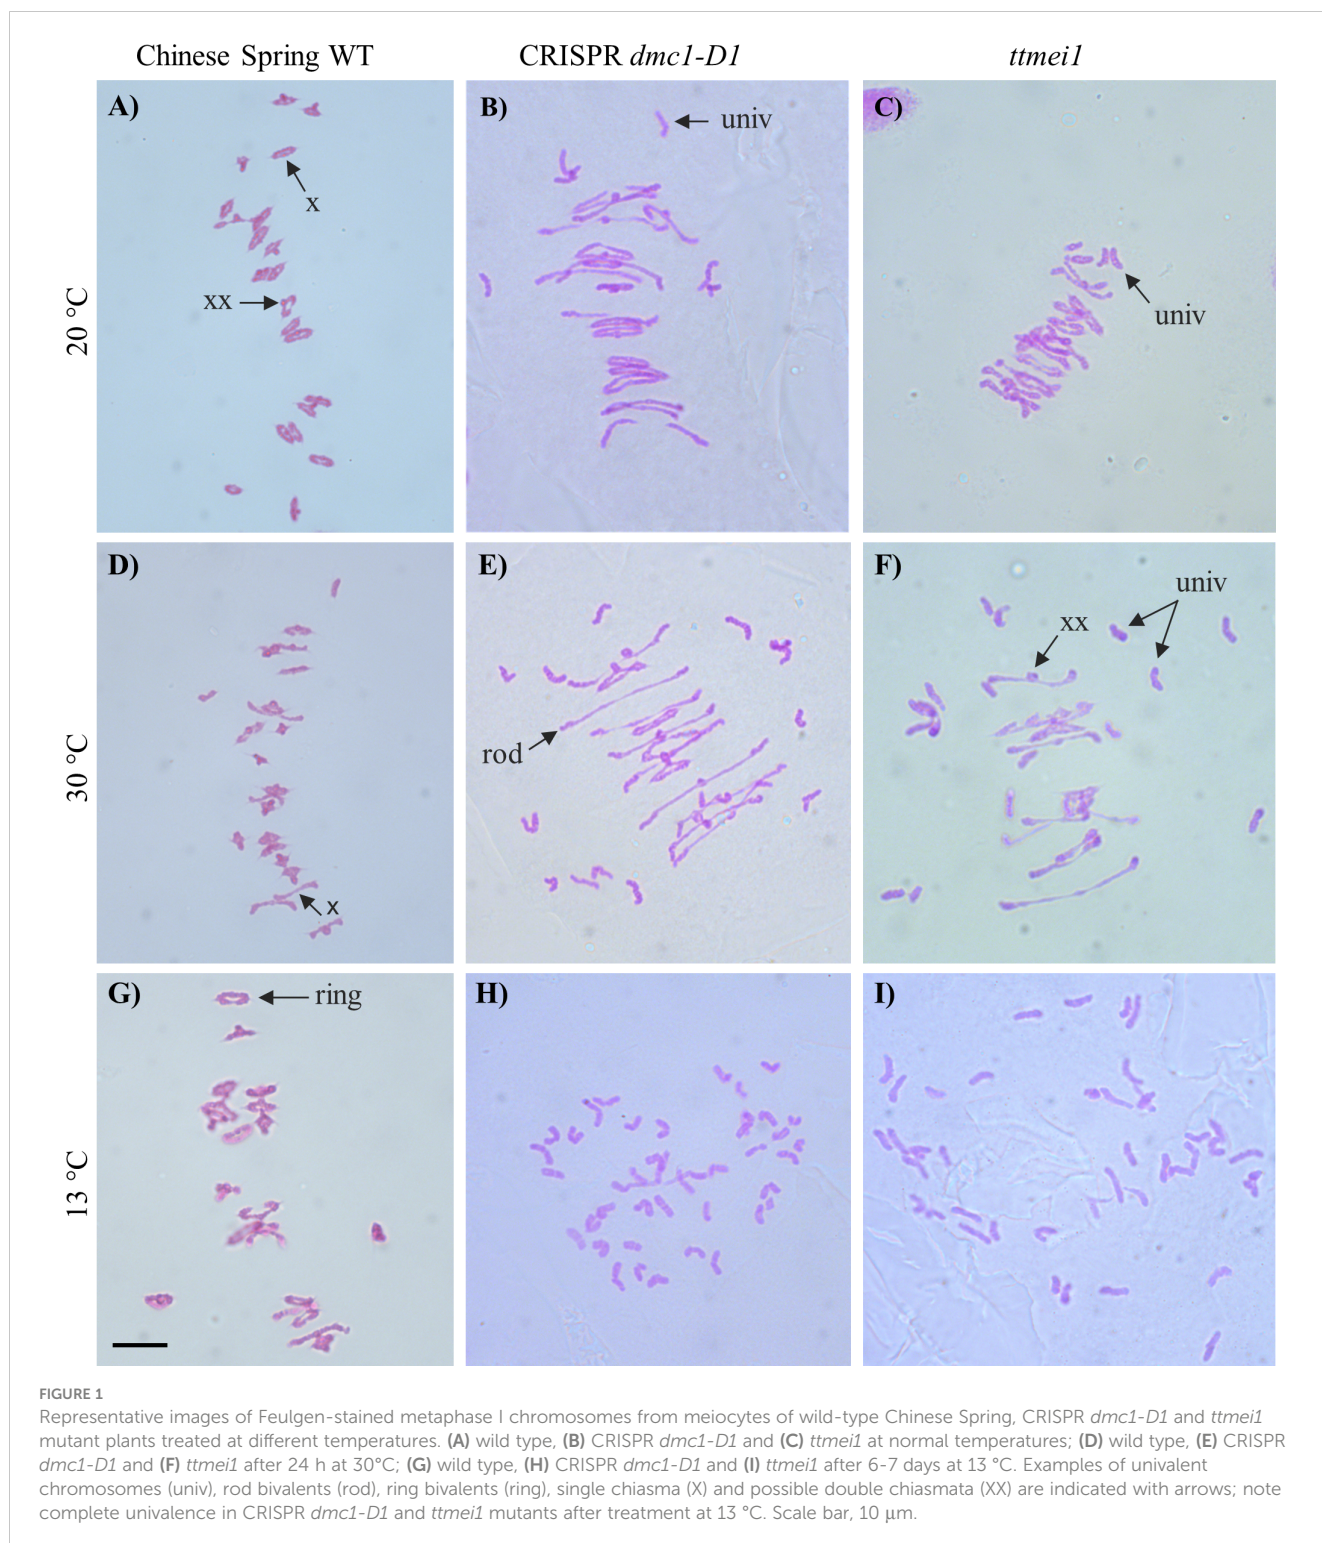 Chinese Spring WT CRISPR dmc1-D1 ttmei1
20 °C
A) x xx
B) univ
C) univ
30 °C
D) x
E) rod
F) xx univ
13 °C
G) ring
H)
I)
FIGURE 1
Representative images of Feulgen-stained metaphase I chromosomes from meiocytes of wild-type Chinese Spring, CRISPR dmc1-D1 and ttmei1
mutant plants treated at different temperatures. (A) wild type, (B) CRISPR dmc1-D1 and (C) ttmei1 at normal temperatures; (D) wild type, (E) CRISPR
dmc1-D1 and (F) ttmei1 after 24 h at 30°C; (G) wild type, (H) CRISPR dmc1-D1 and (I) ttmei1 after 6-7 days at 13 °C. Examples of univalent
chromosomes (univ), rod bivalents (rod), ring bivalents (ring), single chiasma (X) and possible double chiasmata (XX) are indicated with arrows; note
complete univalence in CRISPR dmc1-D1 and ttmei1 mutants after treatment at 13 °C. Scale bar, 10 μm.